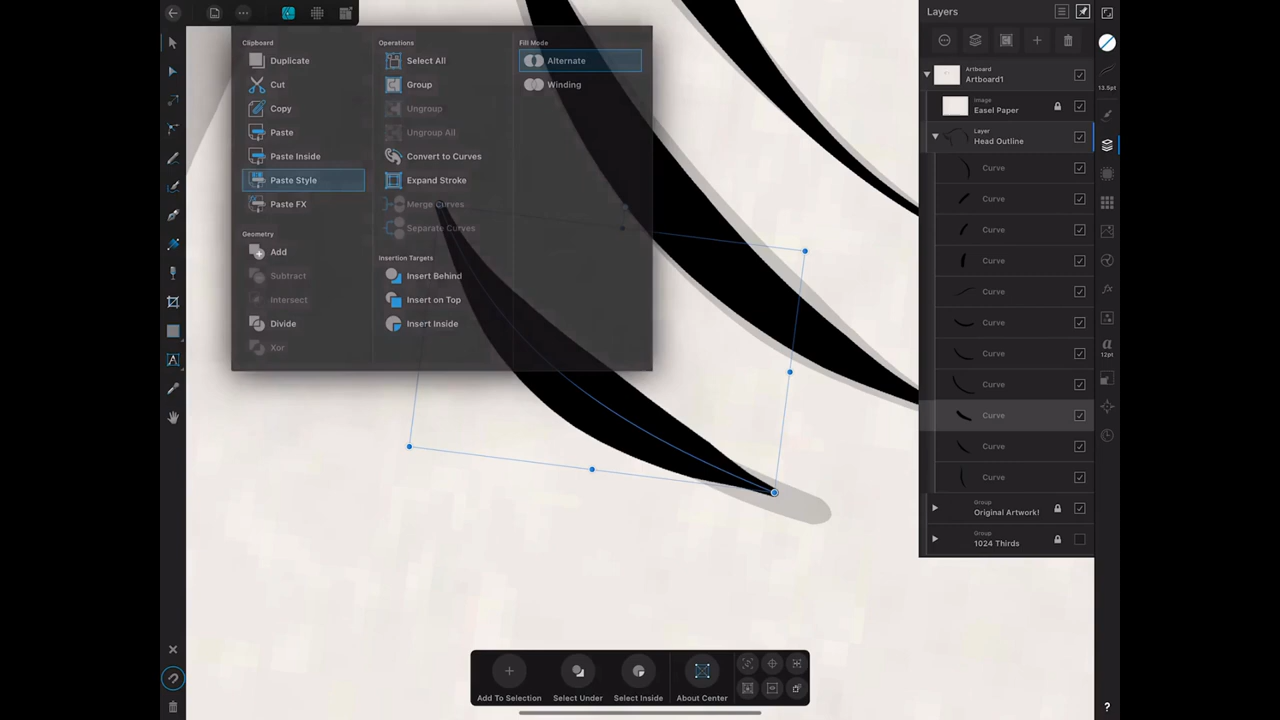 Clipboard
Duplicate
Cut
Copy
Paste
Paste Inside
Paste Style
Paste FX
Geometry
Add
Subtract
Intersect
Divide
Xor
Operations
Select All
Group
Ungroup
Ungroup All
Convert to Curves
Expand Stroke
Merge Curves
Separate Curves
Insertion Targets
Insert Behind
Insert on Top
Insert Inside
Fill Mode
Alternate
Winding
Layers
Artboard
Artboard1
Image
Easel Paper
Layer
Head Outline
Curve
Curve
Curve
Curve
Curve
Curve
Curve
Curve
Curve
Curve
Curve
Group
Original Artwork!
Group
1024 Thirds
13.5pt
a
12pt
?
A
Add To Selection
Select Under
Select Inside
About Center